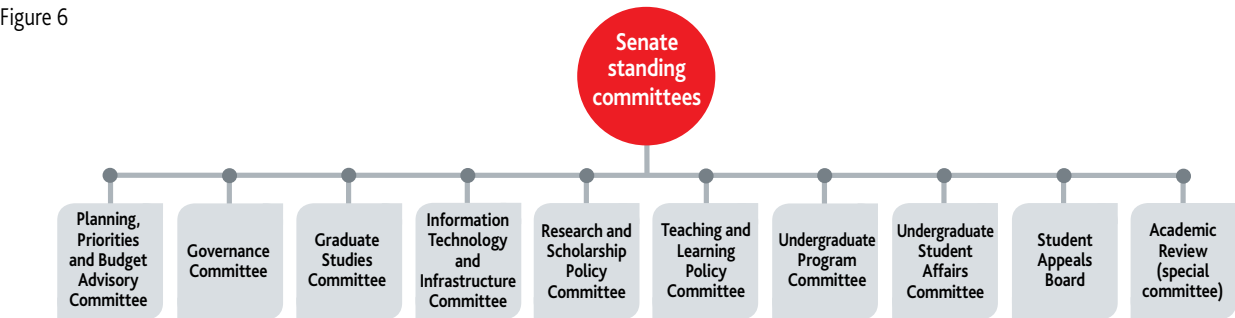 Figure 6
Senate
standing
committees
Planning,
Priorities
and Budget
Advisory
Committee
Governance
Committee
Graduate
Studies
Committee
Information
Technology
and
Infrastructure
Committee
Research and
Scholarship
Policy
Committee
Teaching and
Learning
Policy
Committee
Undergraduate
Program
Committee
Undergraduate
Student
Affairs
Committee
Student
Appeals
Board
Academic
Review
(special
committee)